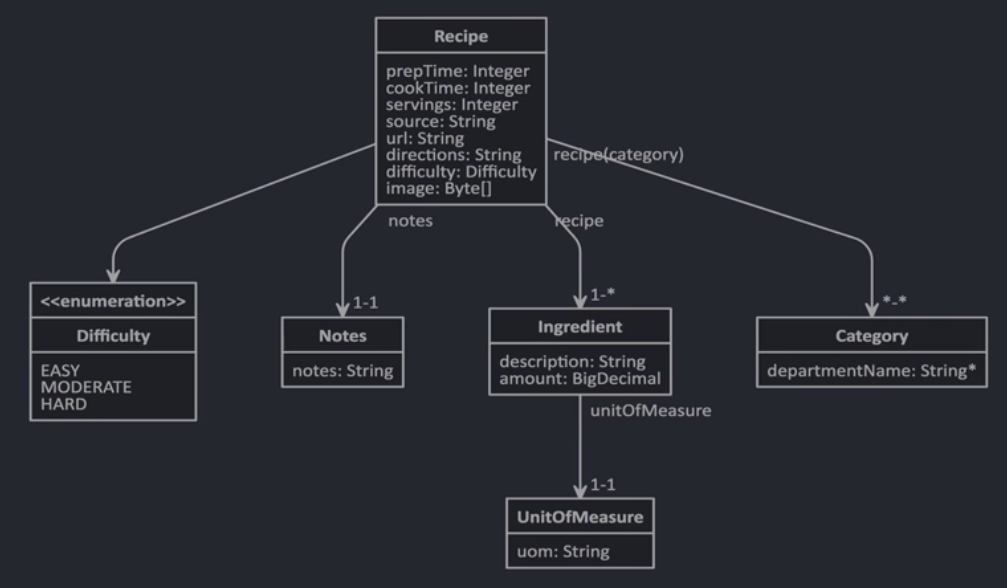 Recipe
prepTime: Integer
cookTime: Integer
servings: Integer
source: String
url: String
directions: String
difficulty: Difficulty
image: Byte[]
recipe(category)
notes
recipe
1-1
1-*
*-*
<<enumeration>>
Difficulty
EASY
MODERATE
HARD
Notes
notes: String
Ingredient
description: String
amount: BigDecimal
Category
departmentName: String*
unitOfMeasure
1-1
UnitOfMeasure
uom: String